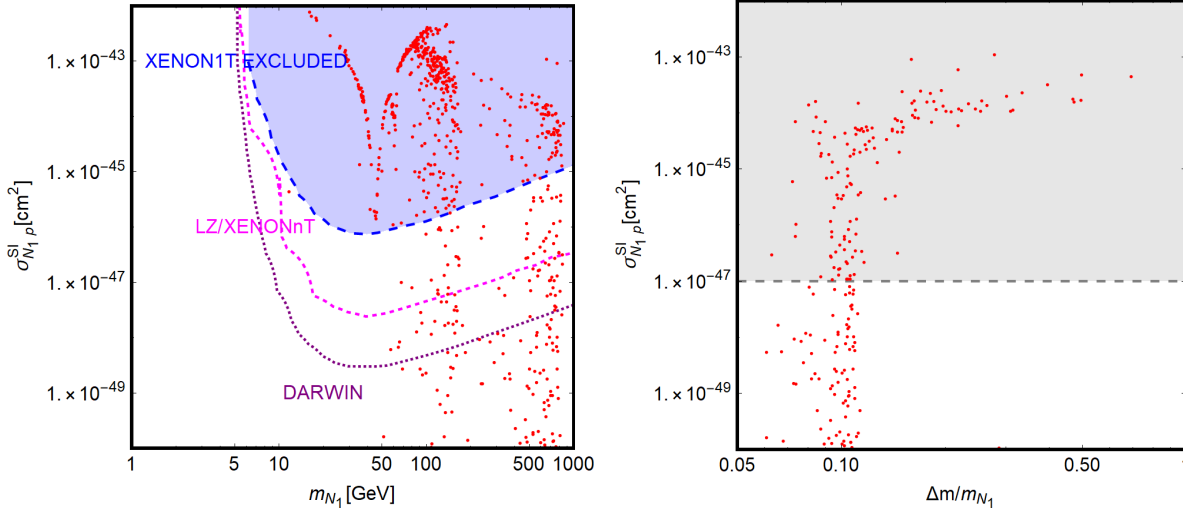 1. × 10⁻⁴³
1. × 10⁻⁴⁵
1. × 10⁻⁴⁷
1. × 10⁻⁴⁹
σ^SI_N₁ p [cm²]
XENON1T EXCLUDED
LZ/XENONnT
DARWIN
1 5 10 50 100 500 1000
m_N₁ [GeV]
1. × 10⁻⁴³
1. × 10⁻⁴⁵
1. × 10⁻⁴⁷
1. × 10⁻⁴⁹
σ^SI_N₁ p [cm²]
0.05 0.10 0.50
Δm/m_N₁